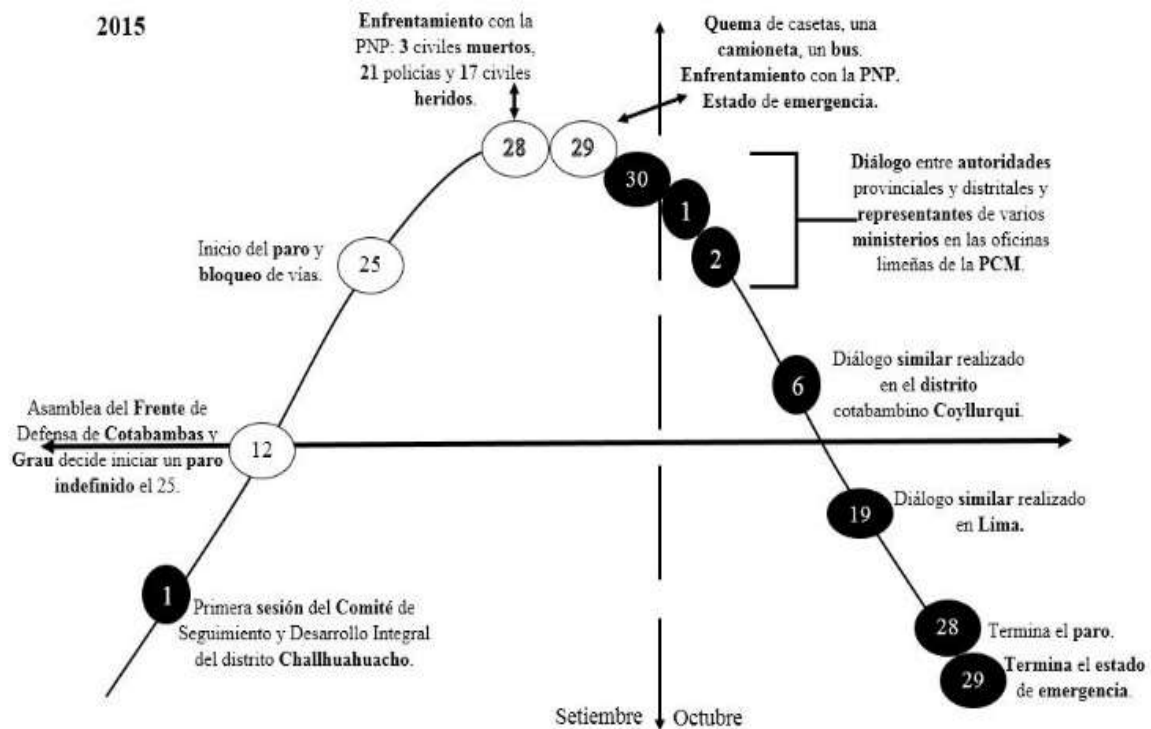 2015
Enfrentamiento con la
PNP: 3 civiles muertos,
21 policías y 17 civiles
heridos.
Quema de casetas, una
camioneta, un bus.
Enfrentamiento con la PNP.
Estado de emergencia.
28
29
30
1
2
Diálogo entre autoridades
provinciales y distritales y
representantes de varios
ministerios en las oficinas
limeñas de la PCM.
Inicio del paro y
bloqueo de vías.
25
6
Diálogo similar realizado
en el distrito
cotabambino Coyllurqui.
Asamblea del Frente de
Defensa de Cotabambas y
Grau decide iniciar un paro
indefinido el 25.
12
19
Diálogo similar realizado
en Lima.
1
Primera sesión del Comité de
Seguimiento y Desarrollo Integral
del distrito Challhuahuacho.
28
Termina el paro.
29
Termina el estado
de emergencia.
Setiembre
Octubre